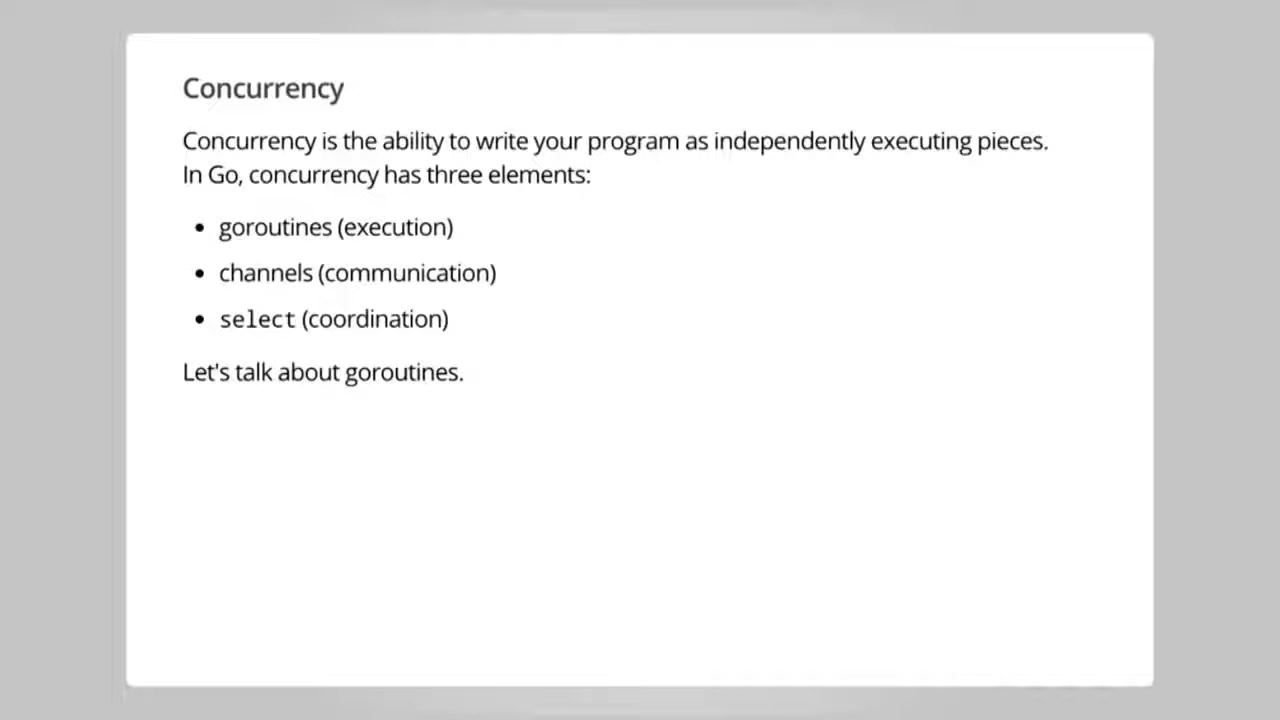 Concurrency
Concurrency is the ability to write your program as independently executing pieces.
In Go, concurrency has three elements:
• goroutines (execution)
• channels (communication)
• select (coordination)
Let's talk about goroutines.